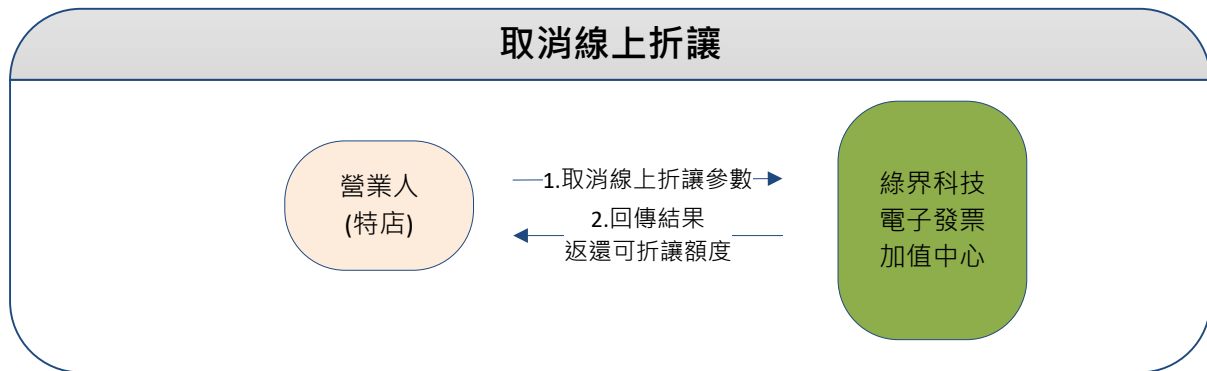 取消線上折讓
營業人
(特店)
1.取消線上折讓參數
2.回傳結果
返還可折讓額度
綠界科技
電子發票
加值中心